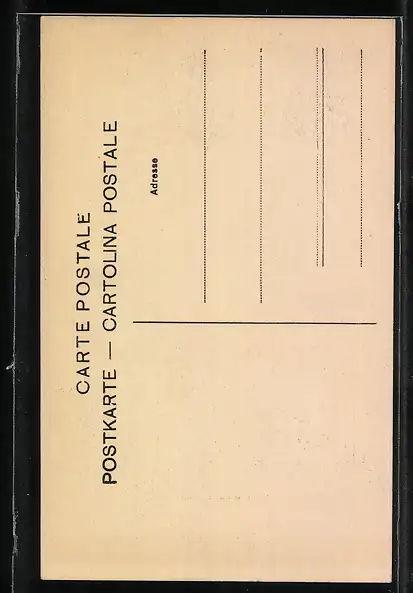 CARTE POSTALE
POSTKARTE — CARTOLINA POSTALE
Adresse